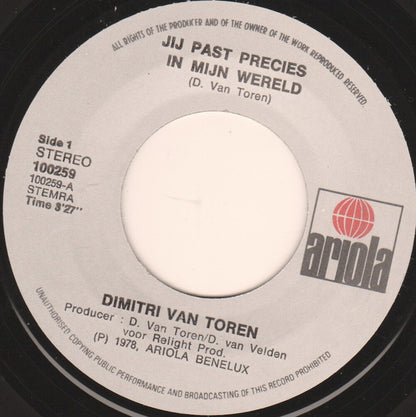 ALL RIGHTS OF THE PRODUCER AND OF THE OWNER OF THE WORK REPRODUCED RESERVED.
JIJ PAST PRECIES
IN MIJN WERELD
(D. Van Toren)
Side 1
STEREO
100259
100259-A
STEMRA
Time 3'27"
ariola
DIMITRI VAN TOREN
Producer : D. Van Toren/D. van Velden
voor Relight Prod.
(P) 1978, ARIOLA BENELUX
UNAUTHORISED COPYING PUBLIC PERFORMANCE AND BROADCASTING OF THIS RECORD PROHIBITED